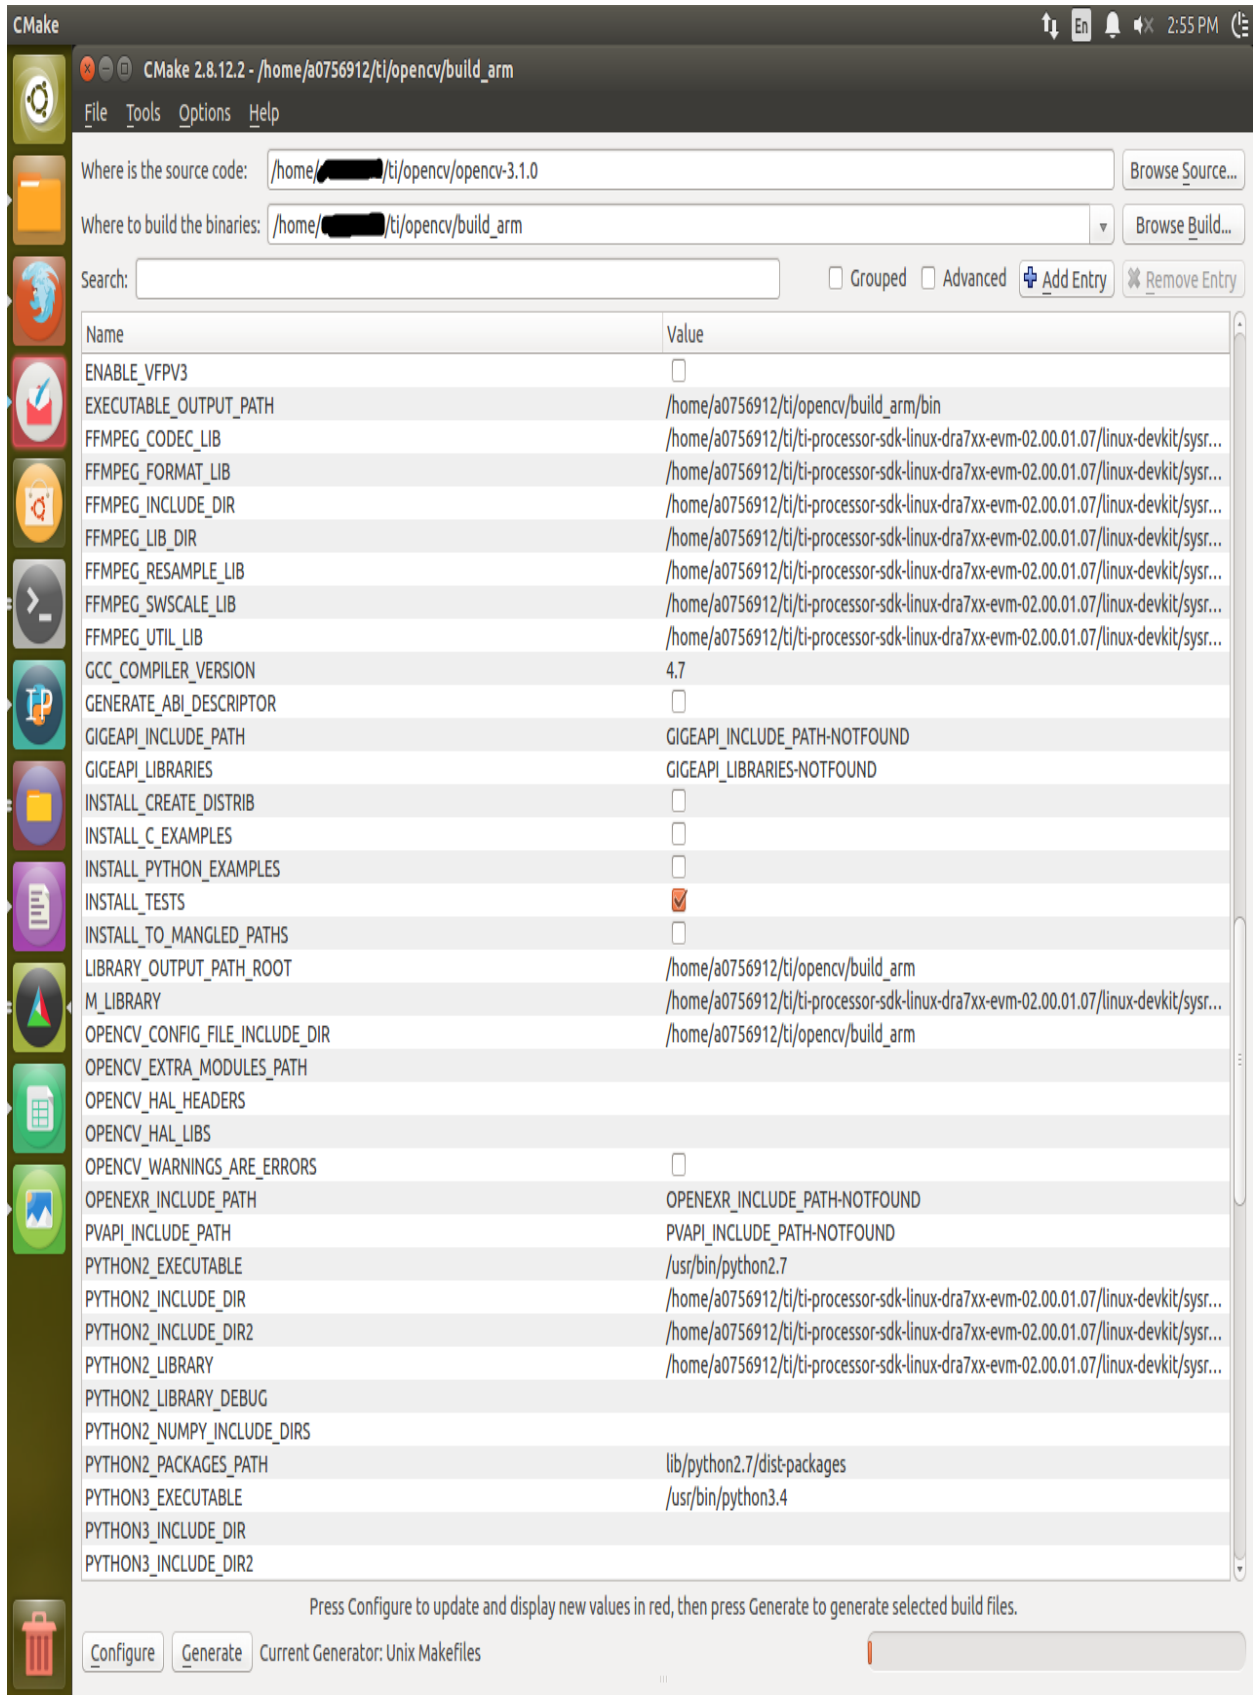 CMake
En
2:55 PM
CMake 2.8.12.2 - /home/a0756912/ti/opencv/build_arm
File Tools Options Help
Where is the source code: /home/ /ti/opencv/opencv-3.1.0 Browse Source...
Where to build the binaries: /home/ /ti/opencv/build_arm Browse Build...
Search: Grouped Advanced Add Entry Remove Entry
Name Value
ENABLE_VFPV3
EXECUTABLE_OUTPUT_PATH /home/a0756912/ti/opencv/build_arm/bin
FFMPEG_CODEC_LIB /home/a0756912/ti/ti-processor-sdk-linux-dra7xx-evm-02.00.01.07/linux-devkit/sysr...
FFMPEG_FORMAT_LIB /home/a0756912/ti/ti-processor-sdk-linux-dra7xx-evm-02.00.01.07/linux-devkit/sysr...
FFMPEG_INCLUDE_DIR /home/a0756912/ti/ti-processor-sdk-linux-dra7xx-evm-02.00.01.07/linux-devkit/sysr...
FFMPEG_LIB_DIR /home/a0756912/ti/ti-processor-sdk-linux-dra7xx-evm-02.00.01.07/linux-devkit/sysr...
FFMPEG_RESAMPLE_LIB /home/a0756912/ti/ti-processor-sdk-linux-dra7xx-evm-02.00.01.07/linux-devkit/sysr...
FFMPEG_SWSCALE_LIB /home/a0756912/ti/ti-processor-sdk-linux-dra7xx-evm-02.00.01.07/linux-devkit/sysr...
FFMPEG_UTIL_LIB /home/a0756912/ti/ti-processor-sdk-linux-dra7xx-evm-02.00.01.07/linux-devkit/sysr...
GCC_COMPILER_VERSION 4.7
GENERATE_ABI_DESCRIPTOR
GIGEAPI_INCLUDE_PATH GIGEAPI_INCLUDE_PATH-NOTFOUND
GIGEAPI_LIBRARIES GIGEAPI_LIBRARIES-NOTFOUND
INSTALL_CREATE_DISTRIB
INSTALL_C_EXAMPLES
INSTALL_PYTHON_EXAMPLES
INSTALL_TESTS
INSTALL_TO_MANGLED_PATHS
LIBRARY_OUTPUT_PATH_ROOT /home/a0756912/ti/opencv/build_arm
M_LIBRARY /home/a0756912/ti/ti-processor-sdk-linux-dra7xx-evm-02.00.01.07/linux-devkit/sysr...
OPENCV_CONFIG_FILE_INCLUDE_DIR /home/a0756912/ti/opencv/build_arm
OPENCV_EXTRA_MODULES_PATH
OPENCV_HAL_HEADERS
OPENCV_HAL_LIBS
OPENCV_WARNINGS_ARE_ERRORS
OPENEXR_INCLUDE_PATH OPENEXR_INCLUDE_PATH-NOTFOUND
PVAPI_INCLUDE_PATH PVAPI_INCLUDE_PATH-NOTFOUND
PYTHON2_EXECUTABLE /usr/bin/python2.7
PYTHON2_INCLUDE_DIR /home/a0756912/ti/ti-processor-sdk-linux-dra7xx-evm-02.00.01.07/linux-devkit/sysr...
PYTHON2_INCLUDE_DIR2 /home/a0756912/ti/ti-processor-sdk-linux-dra7xx-evm-02.00.01.07/linux-devkit/sysr...
PYTHON2_LIBRARY /home/a0756912/ti/ti-processor-sdk-linux-dra7xx-evm-02.00.01.07/linux-devkit/sysr...
PYTHON2_LIBRARY_DEBUG
PYTHON2_NUMPY_INCLUDE_DIRS
PYTHON2_PACKAGES_PATH lib/python2.7/dist-packages
PYTHON3_EXECUTABLE /usr/bin/python3.4
PYTHON3_INCLUDE_DIR
PYTHON3_INCLUDE_DIR2
Press Configure to update and display new values in red, then press Generate to generate selected build files.
Configure Generate Current Generator: Unix Makefiles